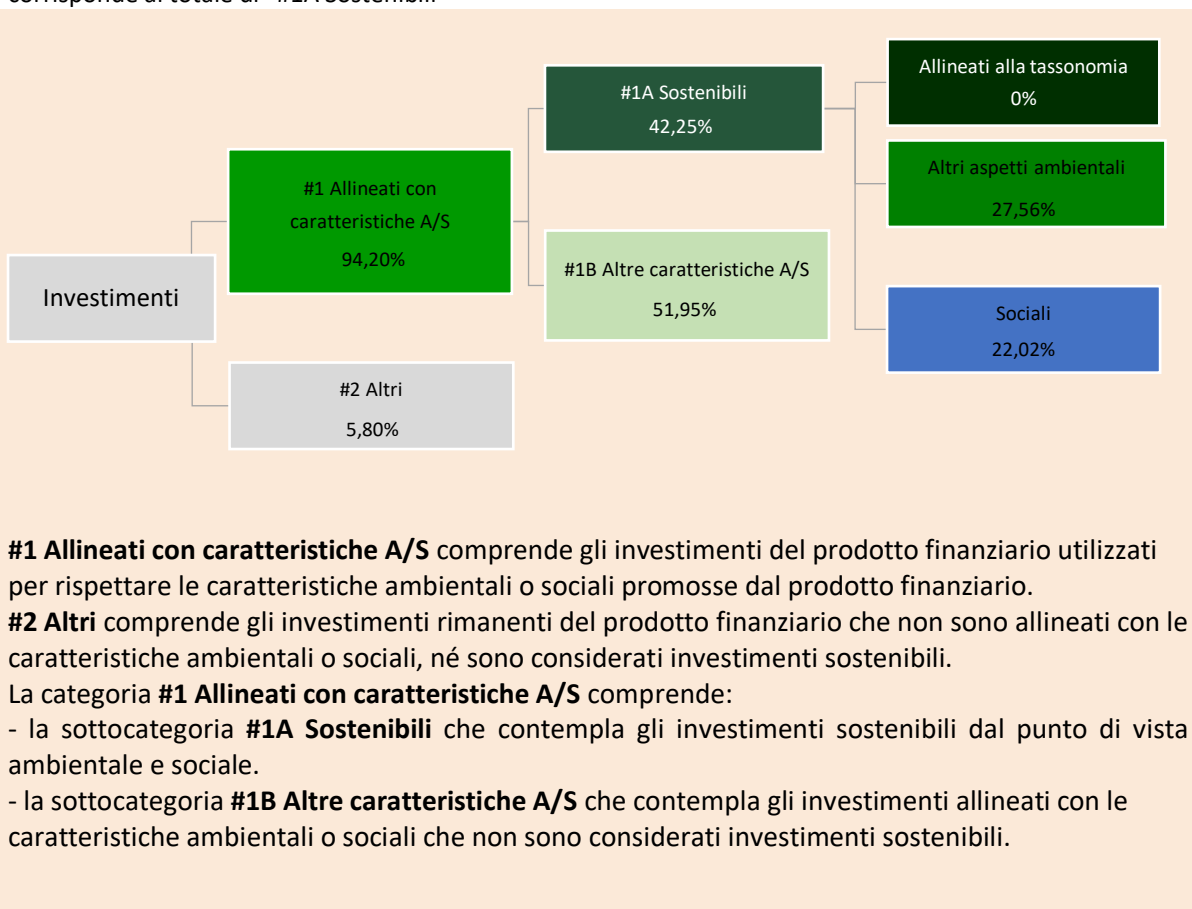 corrisponde al totale di "#1A Sostenibili"
Allineati alla tassonomia
0%
#1A Sostenibili
42,25%
Altri aspetti ambientali
27,56%
#1 Allineati con
caratteristiche A/S
94,20%
#1B Altre caratteristiche A/S
51,95%
Investimenti
Sociali
22,02%
#2 Altri
5,80%
#1 Allineati con caratteristiche A/S comprende gli investimenti del prodotto finanziario utilizzati
per rispettare le caratteristiche ambientali o sociali promosse dal prodotto finanziario.
#2 Altri comprende gli investimenti rimanenti del prodotto finanziario che non sono allineati con le
caratteristiche ambientali o sociali, né sono considerati investimenti sostenibili.
La categoria #1 Allineati con caratteristiche A/S comprende:
- la sottocategoria #1A Sostenibili che contempla gli investimenti sostenibili dal punto di vista
ambientale e sociale.
- la sottocategoria #1B Altre caratteristiche A/S che contempla gli investimenti allineati con le
caratteristiche ambientali o sociali che non sono considerati investimenti sostenibili.